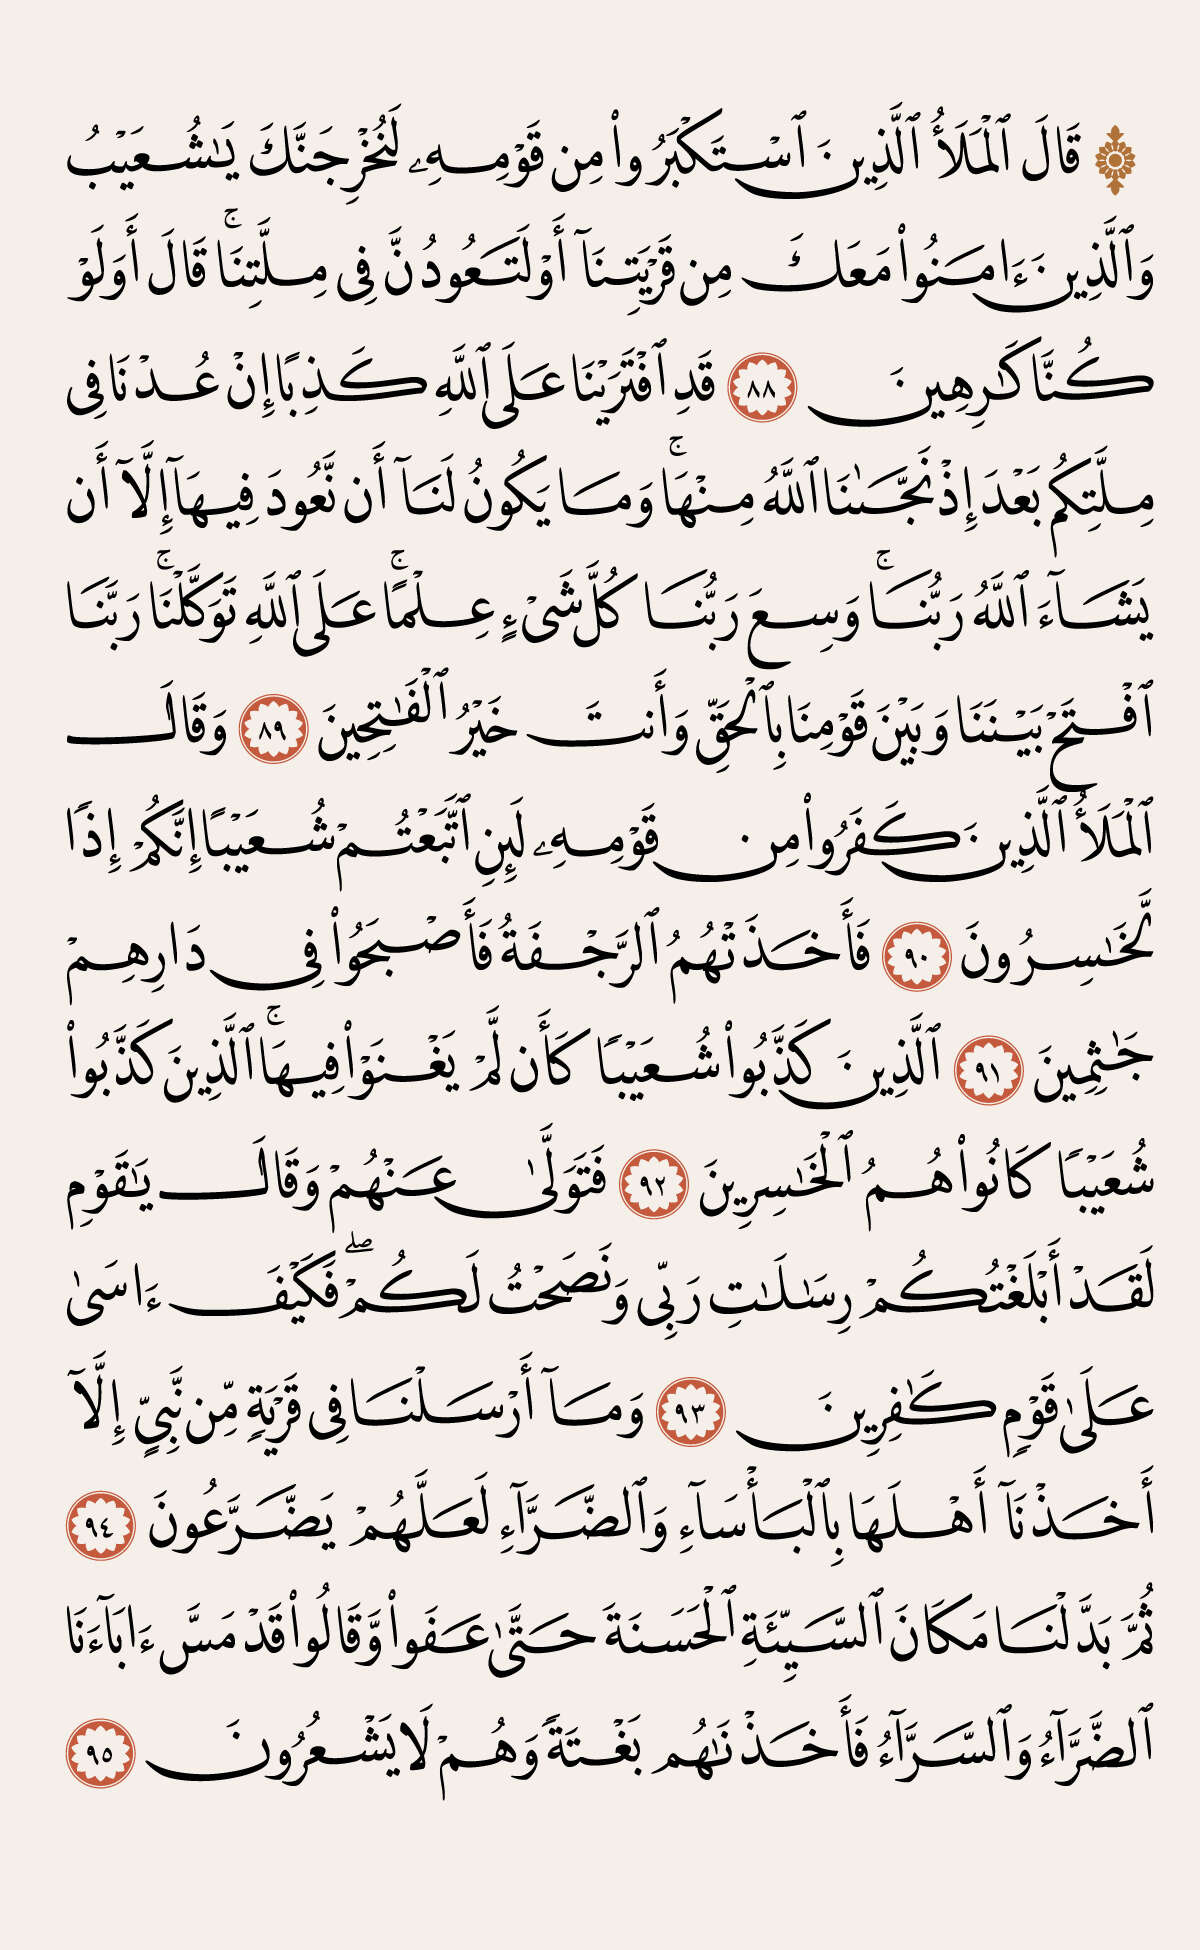 ۞ قَالَ ٱلْمَلَأُ ٱلَّذِينَ ٱسْتَكْبَرُوا۟ مِن قَوْمِهِۦ لَنُخْرِجَنَّكَ يَـٰشُعَيْبُ
وَٱلَّذِينَ ءَامَنُوا۟ مَعَكَ مِن قَرْيَتِنَآ أَوْ لَتَعُودُنَّ فِى مِلَّتِنَا ۚ قَالَ أَوَلَوْ
كُنَّا كَـٰرِهِينَ ٨٨ قَدِ ٱفْتَرَيْنَا عَلَى ٱللَّهِ كَذِبًا إِنْ عُدْنَا فِى
مِلَّتِكُم بَعْدَ إِذْ نَجَّىٰنَا ٱللَّهُ مِنْهَا ۚ وَمَا يَكُونُ لَنَآ أَن نَّعُودَ فِيهَآ إِلَّآ أَن
يَشَآءَ ٱللَّهُ رَبُّنَا ۚ وَسِعَ رَبُّنَا كُلَّ شَىْءٍ عِلْمًا ۚ عَلَى ٱللَّهِ تَوَكَّلْنَا ۚ رَبَّنَا
ٱفْتَحْ بَيْنَنَا وَبَيْنَ قَوْمِنَا بِٱلْحَقِّ وَأَنتَ خَيْرُ ٱلْفَـٰتِحِينَ ٨٩ وَقَالَ
ٱلْمَلَأُ ٱلَّذِينَ كَفَرُوا۟ مِن قَوْمِهِۦ لَئِنِ ٱتَّبَعْتُمْ شُعَيْبًا إِنَّكُمْ إِذًا
لَّخَـٰسِرُونَ ٩٠ فَأَخَذَتْهُمُ ٱلرَّجْفَةُ فَأَصْبَحُوا۟ فِى دَارِهِمْ
جَـٰثِمِينَ ٩١ ٱلَّذِينَ كَذَّبُوا۟ شُعَيْبًا كَأَن لَّمْ يَغْنَوْا۟ فِيهَا ۚ ٱلَّذِينَ كَذَّبُوا۟
شُعَيْبًا كَانُوا۟ هُمُ ٱلْخَـٰسِرِينَ ٩٢ فَتَوَلَّىٰ عَنْهُمْ وَقَالَ يَـٰقَوْمِ
لَقَدْ أَبْلَغْتُكُمْ رِسَـٰلَـٰتِ رَبِّى وَنَصَحْتُ لَكُمْ ۖ فَكَيْفَ ءَاسَىٰ
عَلَىٰ قَوْمٍ كَـٰفِرِينَ ٩٣ وَمَآ أَرْسَلْنَا فِى قَرْيَةٍ مِّن نَّبِىٍّ إِلَّآ
أَخَذْنَآ أَهْلَهَا بِٱلْبَأْسَآءِ وَٱلضَّرَّآءِ لَعَلَّهُمْ يَضَّرَّعُونَ ٩٤
ثُمَّ بَدَّلْنَا مَكَانَ ٱلسَّيِّئَةِ ٱلْحَسَنَةَ حَتَّىٰ عَفَوا۟ وَّقَالُوا۟ قَدْ مَسَّ ءَابَآءَنَا
ٱلضَّرَّآءُ وَٱلسَّرَّآءُ فَأَخَذْنَـٰهُم بَغْتَةً وَهُمْ لَا يَشْعُرُونَ ٩٥